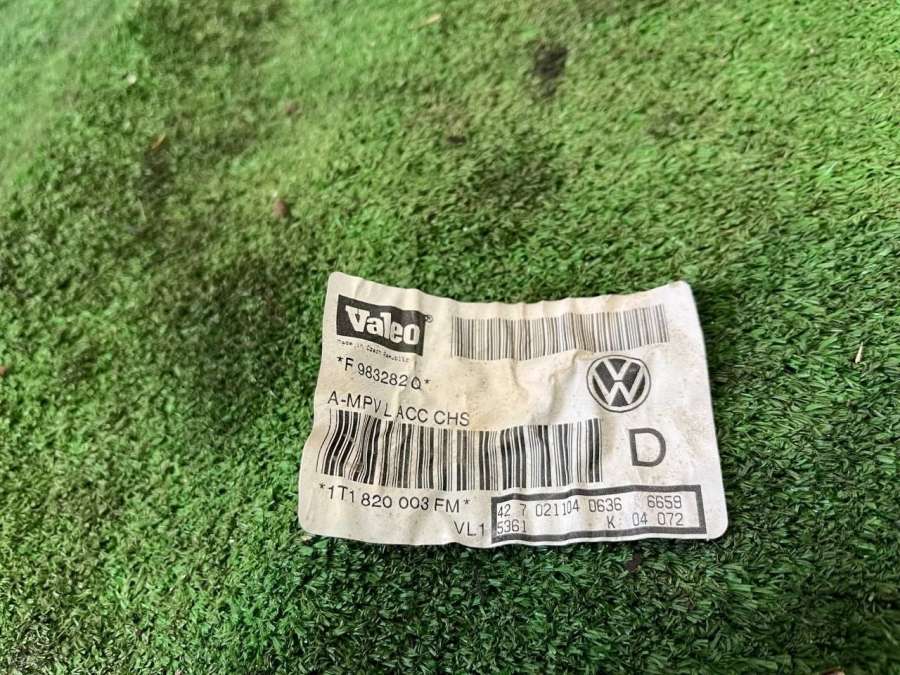 Valeo®
made in Czech Republic
*F 983282 Q*
A-MPV L ACC CHS
*1T1 820 003 FM*
VW
D
VL1
42 7 021104 0636 6659
5361 K 04 072